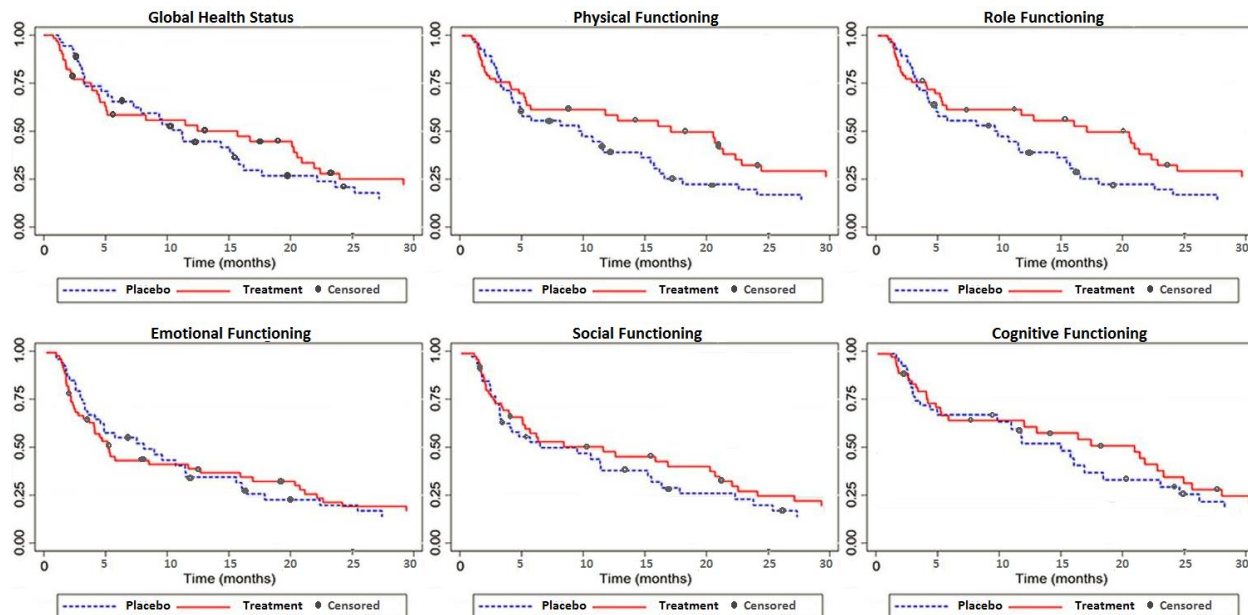 Global Health Status
1.00
0.75
0.50
0.25
0.00
0 5 10 15 20 25 30
Time (months)
Placebo Treatment Censored
Physical Functioning
1.00
0.75
0.50
0.25
0.00
0 5 10 15 20 25 30
Time (months)
Placebo Treatment Censored
Role Functioning
1.00
0.75
0.50
0.25
0.00
0 5 10 15 20 25 30
Time (months)
Placebo Treatment Censored
Emotional Functioning
1.00
0.75
0.50
0.25
0.00
0 5 10 15 20 25 30
Time (months)
Placebo Treatment Censored
Social Functioning
1.00
0.75
0.50
0.25
0.00
0 5 10 15 20 25 30
Time (months)
Placebo Treatment Censored
Cognitive Functioning
1.00
0.75
0.50
0.25
0.00
0 5 10 15 20 25 30
Time (months)
Placebo Treatment Censored